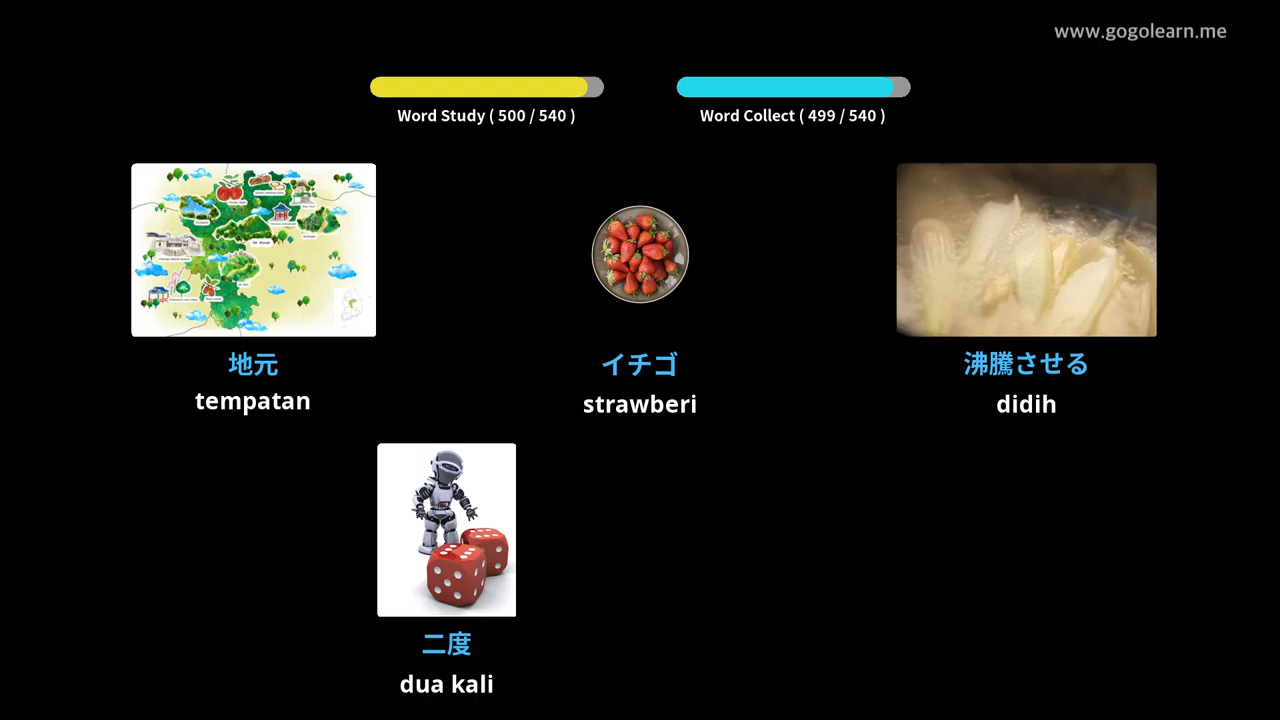 www.gogolearn.me
Word Study ( 500 / 540 )
Word Collect ( 499 / 540 )
地元
tempatan
イチゴ
strawberi
沸騰させる
didih
二度
dua kali